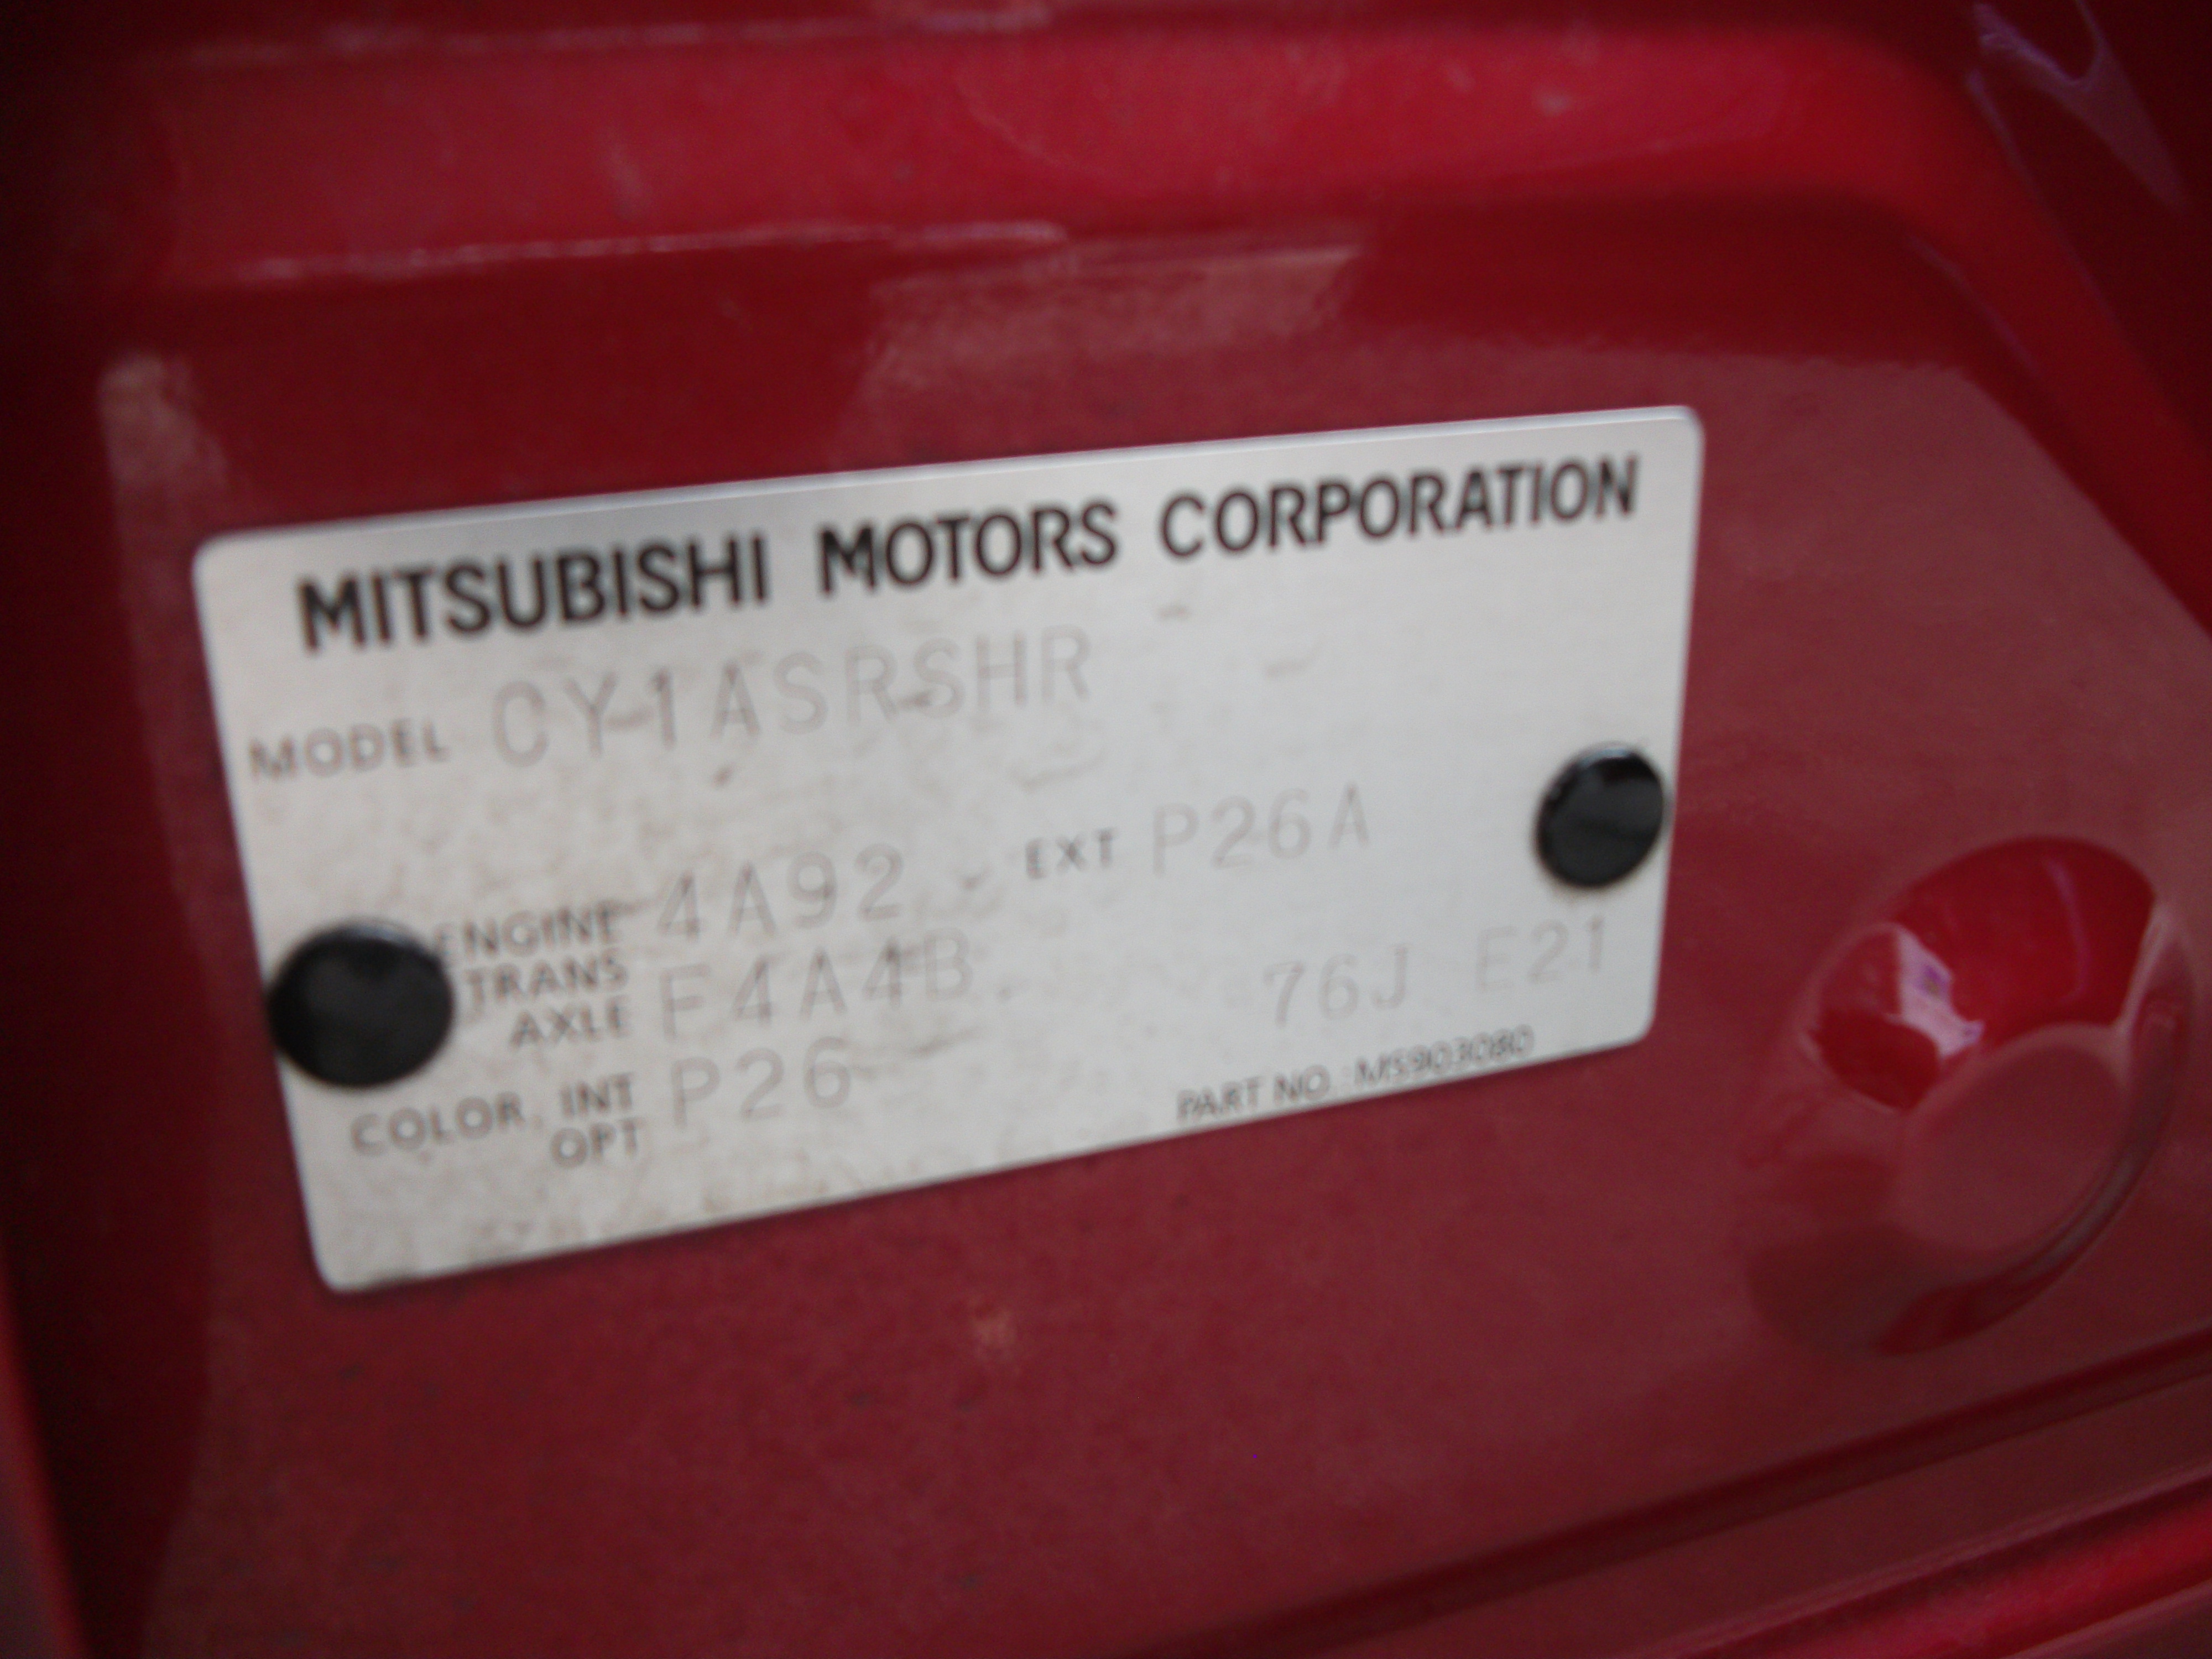 MITSUBISHI MOTORS CORPORATION
MODEL CY1ASRSHR
ENGINE 4A92 EXT P26A
TRANS
AXLE F4A4B 76J E21
COLOR, INT P26
OPT
PART NO. MS903080